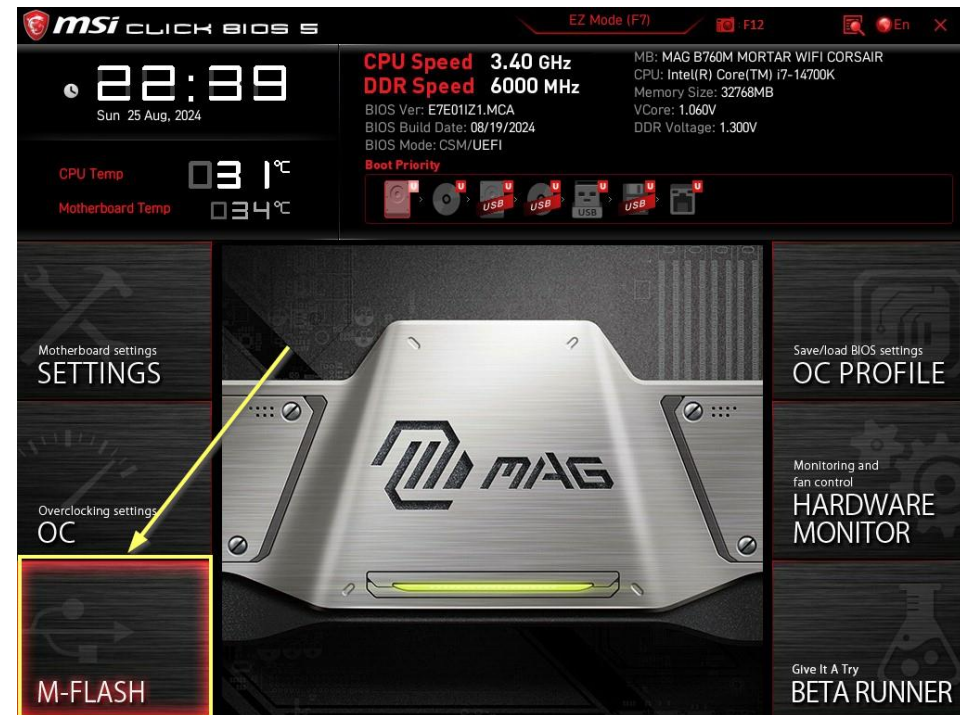 msi CLICK BIOS 5
EZ Mode (F7)
F12
En
22:39
Sun 25 Aug, 2024
CPU Speed 3.40 GHz
DDR Speed 6000 MHz
BIOS Ver: E7E01IZ1.MCA
BIOS Build Date: 08/19/2024
BIOS Mode: CSM/UEFI
MB: MAG B760M MORTAR WIFI CORSAIR
CPU: Intel(R) Core(TM) i7-14700K
Memory Size: 32768MB
VCore: 1.060V
DDR Voltage: 1.300V
CPU Temp 31°C
Motherboard Temp 34°C
Boot Priority
U U U U U U U
USB USB USB USB
Motherboard settings
SETTINGS
Overclocking settings
OC
M-FLASH
MAG
Save/load BIOS settings
OC PROFILE
Monitoring and
fan control
HARDWARE
MONITOR
Give It A Try
BETA RUNNER